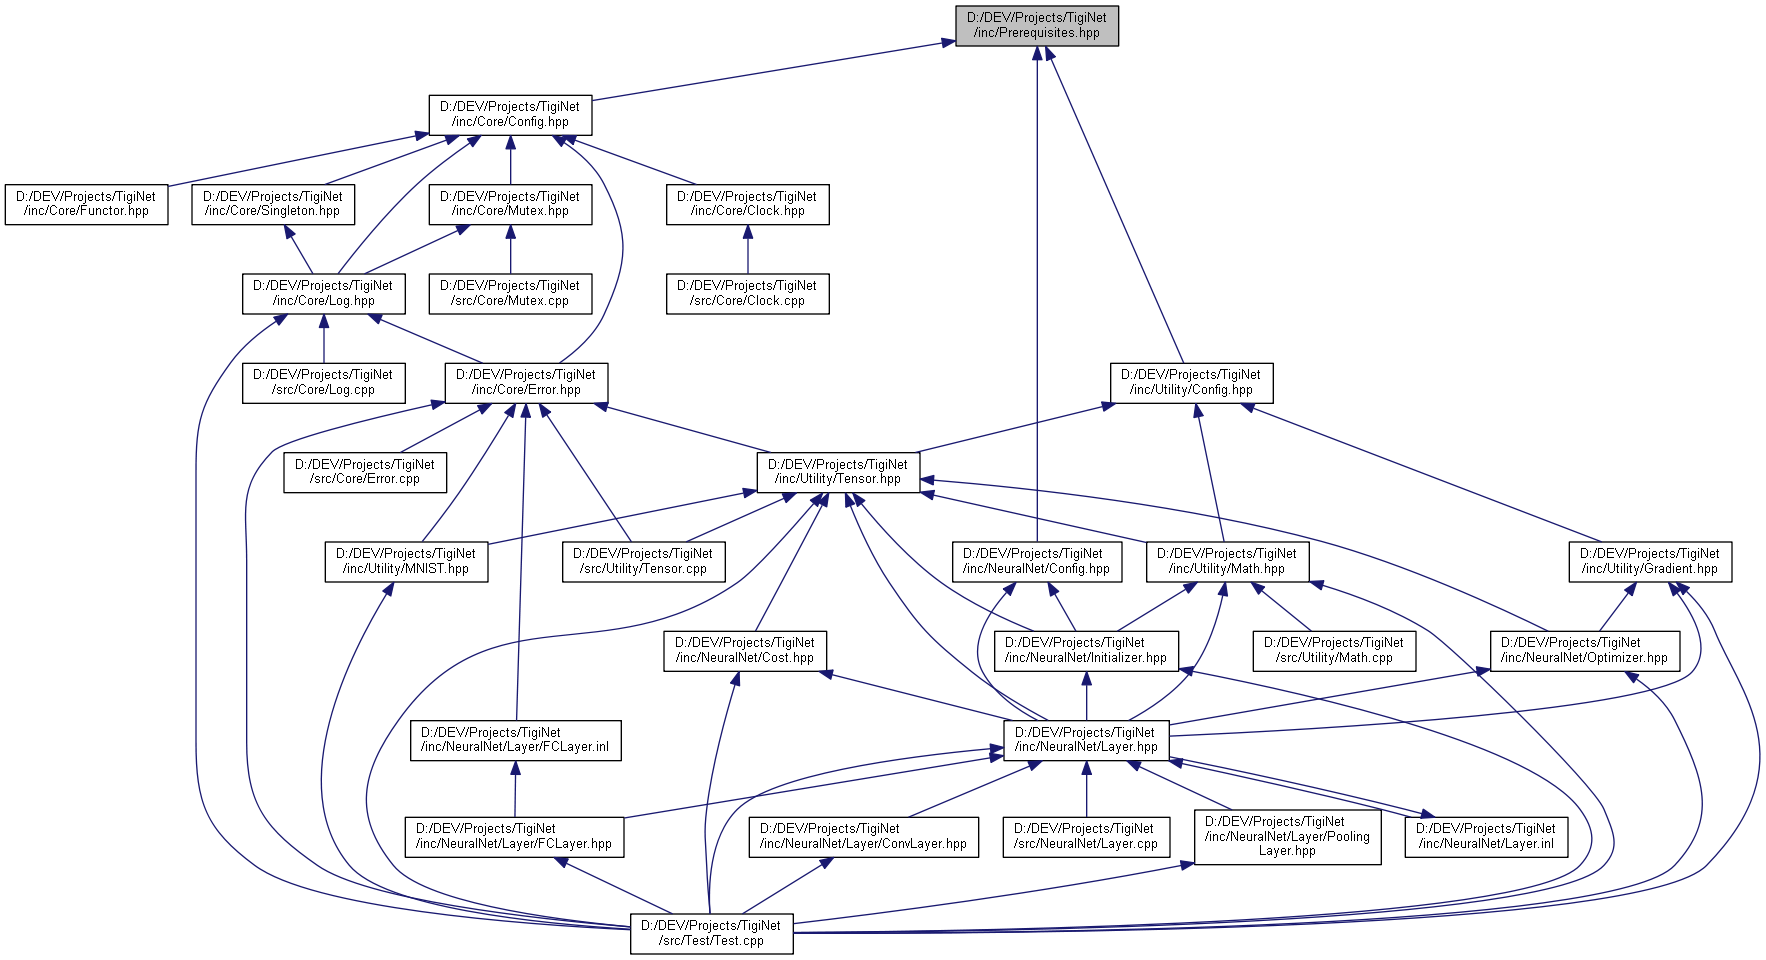 D:/DEV/Projects/TigiNet
/inc/Prerequisites.hpp
D:/DEV/Projects/TigiNet
/inc/Core/Config.hpp
D:/DEV/Projects/TigiNet
/inc/Core/Functor.hpp
D:/DEV/Projects/TigiNet
/inc/Core/Singleton.hpp
D:/DEV/Projects/TigiNet
/inc/Core/Mutex.hpp
D:/DEV/Projects/TigiNet
/inc/Core/Clock.hpp
D:/DEV/Projects/TigiNet
/inc/Core/Log.hpp
D:/DEV/Projects/TigiNet
/src/Core/Mutex.cpp
D:/DEV/Projects/TigiNet
/src/Core/Clock.cpp
D:/DEV/Projects/TigiNet
/src/Core/Log.cpp
D:/DEV/Projects/TigiNet
/inc/Core/Error.hpp
D:/DEV/Projects/TigiNet
/inc/Utility/Config.hpp
D:/DEV/Projects/TigiNet
/src/Core/Error.cpp
D:/DEV/Projects/TigiNet
/inc/Utility/Tensor.hpp
D:/DEV/Projects/TigiNet
/inc/Utility/MNIST.hpp
D:/DEV/Projects/TigiNet
/src/Utility/Tensor.cpp
D:/DEV/Projects/TigiNet
/inc/NeuralNet/Config.hpp
D:/DEV/Projects/TigiNet
/inc/Utility/Math.hpp
D:/DEV/Projects/TigiNet
/inc/Utility/Gradient.hpp
D:/DEV/Projects/TigiNet
/inc/NeuralNet/Cost.hpp
D:/DEV/Projects/TigiNet
/inc/NeuralNet/Initializer.hpp
D:/DEV/Projects/TigiNet
/src/Utility/Math.cpp
D:/DEV/Projects/TigiNet
/inc/NeuralNet/Optimizer.hpp
D:/DEV/Projects/TigiNet
/inc/NeuralNet/Layer/FCLayer.inl
D:/DEV/Projects/TigiNet
/inc/NeuralNet/Layer.hpp
D:/DEV/Projects/TigiNet
/inc/NeuralNet/Layer/FCLayer.hpp
D:/DEV/Projects/TigiNet
/inc/NeuralNet/Layer/ConvLayer.hpp
D:/DEV/Projects/TigiNet
/src/NeuralNet/Layer.cpp
D:/DEV/Projects/TigiNet
/inc/NeuralNet/Layer/Pooling
Layer.hpp
D:/DEV/Projects/TigiNet
/inc/NeuralNet/Layer.inl
D:/DEV/Projects/TigiNet
/src/Test/Test.cpp